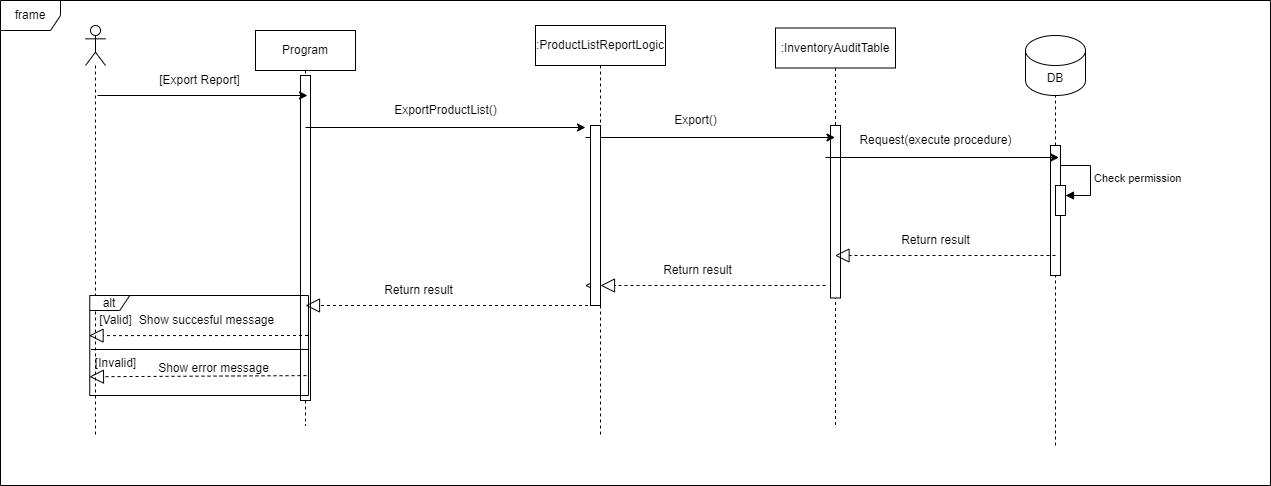 frame
Program
:ProductListReportLogic
:InventoryAuditTable
DB
[Export Report]
ExportProductList()
Export()
Request(execute procedure)
Check permission
Return result
Return result
Return result
alt
[Valid] Show succesful message
[Invalid] Show error message